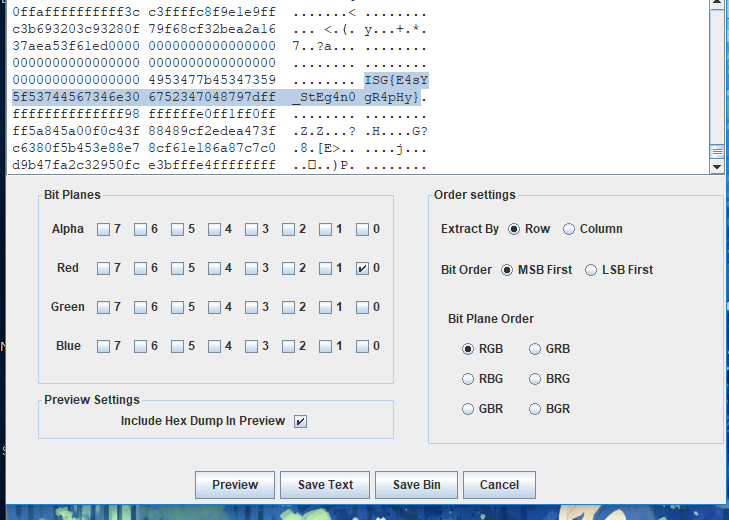 0ffaffffffffff3c c3ffffc8f9e1e9ff ........<  ........
c3b693203c93280f 79f68cf32bea2a16 ... <.(. y...+.*.
37aea53f61ed0000 0000000000000000 7..?a... ........
0000000000000000 0000000000000000 ........ ........
0000000000000000 4953477b45347359 ........ ISG{E4sY
5f53744567346e30 6752347048797dff _StEg4n0 gR4pHy}.
ffffffffffffff98 ffffffe0ff1ff0ff ........ ........
ff5a845a00f0c43f 88489cf2edea473f .Z.Z...? .H....G?
c6380f5b453e88e7 8cf61e186a87c7c0 .8.[E>.. ....j...
d9b47fa2c32950fc e3bfffe4ffffffff .....)P. ........
Bit Planes
Alpha 7 6 5 4 3 2 1 0
Red 7 6 5 4 3 2 1 0
Green 7 6 5 4 3 2 1 0
Blue 7 6 5 4 3 2 1 0
Preview Settings
Include Hex Dump In Preview
Order settings
Extract By Row Column
Bit Order MSB First LSB First
Bit Plane Order
RGB GRB
RBG BRG
GBR BGR
Preview Save Text Save Bin Cancel